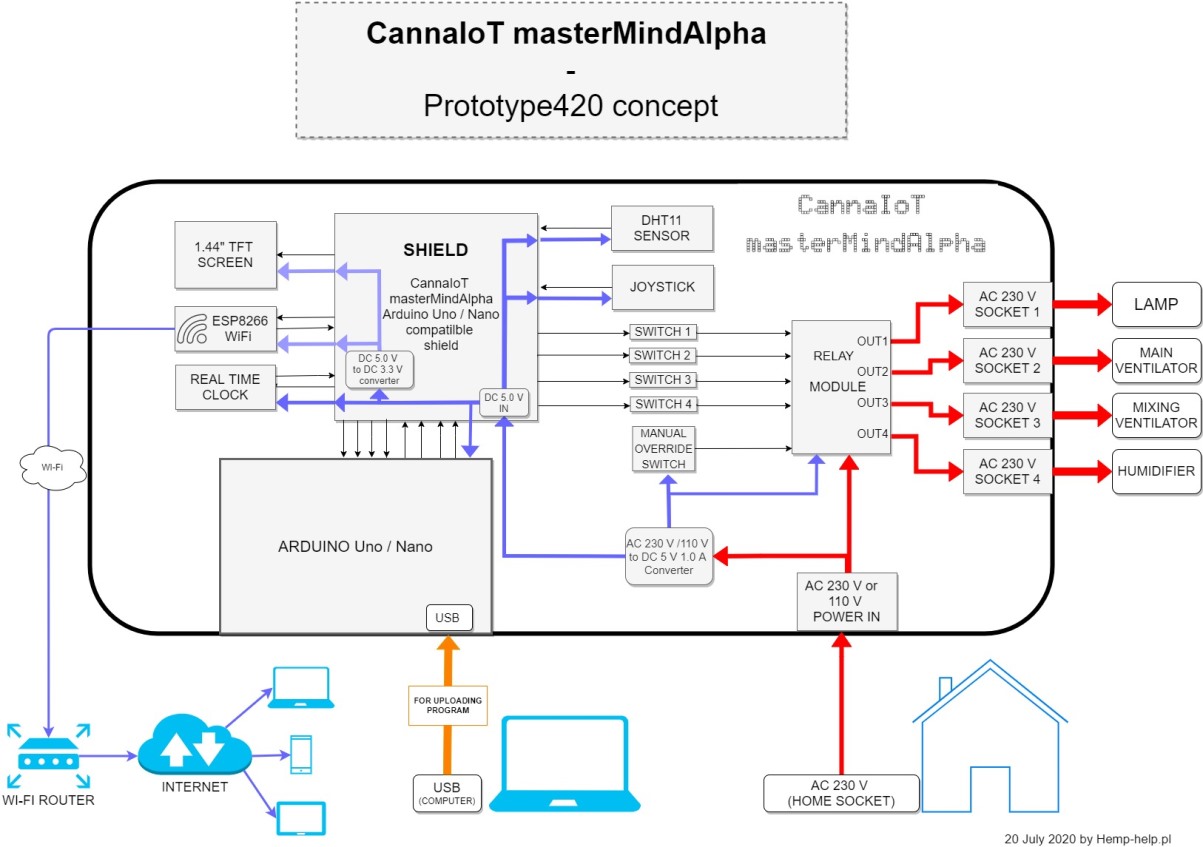 CannaIoT masterMindAlpha
-
Prototype420 concept
CannaIoT
masterMindAlpha
1.44" TFT
SCREEN
ESP8266
WiFi
REAL TIME
CLOCK
SHIELD
CannaIoT
masterMindAlpha
Arduino Uno / Nano
compatilble
shield
DC 5.0 V
to DC 3.3 V
converter
DC 5.0 V
IN
DHT11
SENSOR
JOYSTICK
SWITCH 1
SWITCH 2
SWITCH 3
SWITCH 4
MANUAL
OVERRIDE
SWITCH
RELAY
MODULE
OUT1
OUT2
OUT3
OUT4
AC 230 V
SOCKET 1
AC 230 V
SOCKET 2
AC 230 V
SOCKET 3
AC 230 V
SOCKET 4
LAMP
MAIN
VENTILATOR
MIXING
VENTILATOR
HUMIDIFIER
WI-FI
ARDUINO Uno / Nano
USB
AC 230 V /110 V
to DC 5 V 1.0 A
Converter
AC 230 V or
110 V
POWER IN
FOR UPLOADING
PROGRAM
USB
(COMPUTER)
WI-FI ROUTER
INTERNET
AC 230 V
(HOME SOCKET)
20 July 2020 by Hemp-help.pl